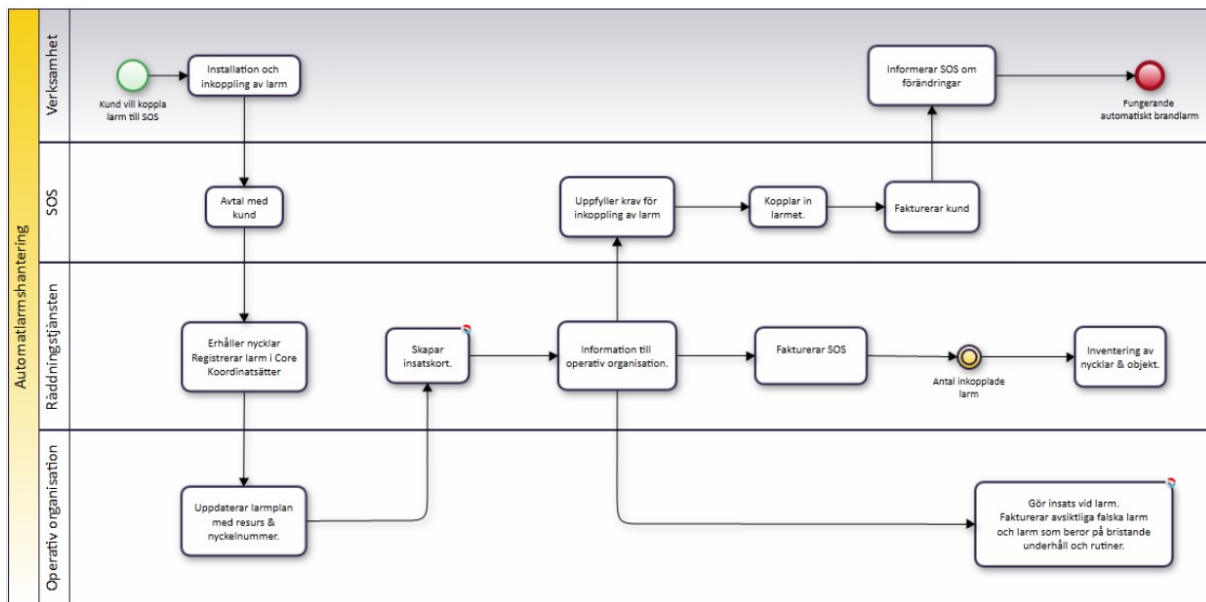 Automatlarmshantering
Verksamhet
Kund vill koppla
larm till SOS
Installation och
inkoppling av larm
Informerar SOS om
förändringar
Fungerande
automatiskt brandlarm
SOS
Avtal med
kund
Uppfyller krav för
inkoppling av larm
Kopplar in
larmet.
Fakturerar kund
Räddningstjänsten
Erhåller nycklar
Registrerar larm i Core
Koordinatsätter
Skapar
insatskort.
Information till
operativ organisation.
Fakturerar SOS
Antal inkopplade
larm
Inventering av
nycklar & objekt.
Operativ organisation
Uppdaterar larmplan
med resurs &
nyckelnummer.
Gör insats vid larm.
Fakturerar avsiktliga falska larm
och larm som beror på bristande
underhåll och rutiner.